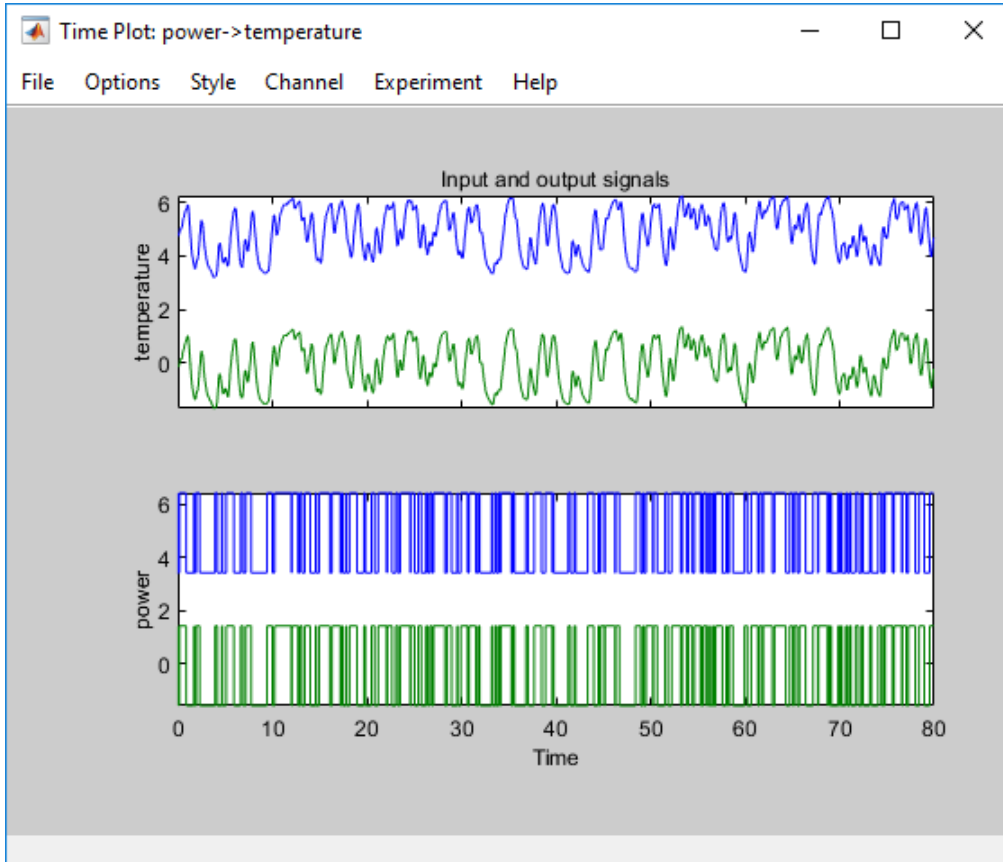 Time Plot: power->temperature
File Options Style Channel Experiment Help
Input and output signals
6
4
2
0
temperature
6
4
2
0
power
0 10 20 30 40 50 60 70 80
Time